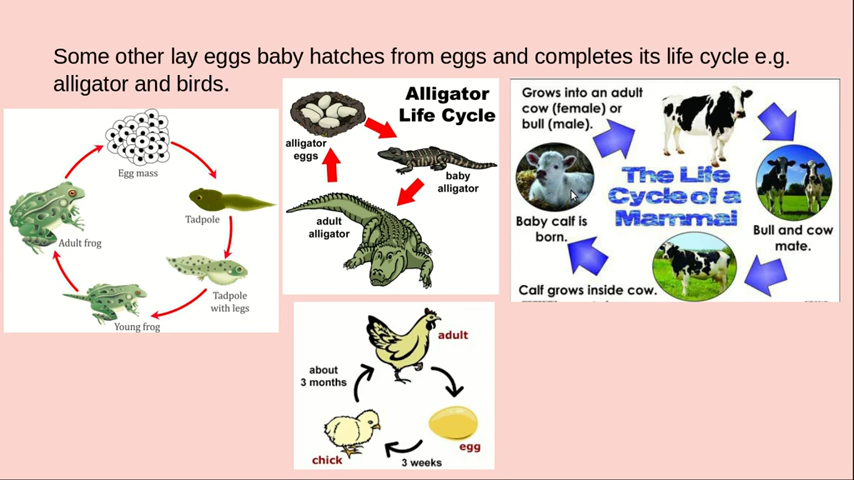 Some other lay eggs baby hatches from eggs and completes its life cycle e.g.
alligator and birds.
Egg mass
Tadpole
Tadpole
with legs
Young frog
Adult frog
Alligator
Life Cycle
alligator
eggs
baby
alligator
adult
alligator
Grows into an adult
cow (female) or
bull (male).
The Life
Cycle of a
Mammal
Baby calf is
born.
Bull and cow
mate.
Calf grows inside cow.
adult
about
3 months
egg
chick
3 weeks